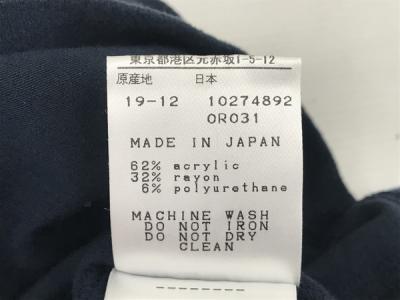 東京都港区元赤坂1-5-12
原産地 日本
19-12 10274892
0R031
MADE IN JAPAN
62% acrylic
32% rayon
6% polyurethane
MACHINE WASH
DO NOT IRON
DO NOT DRY
CLEAN
--------